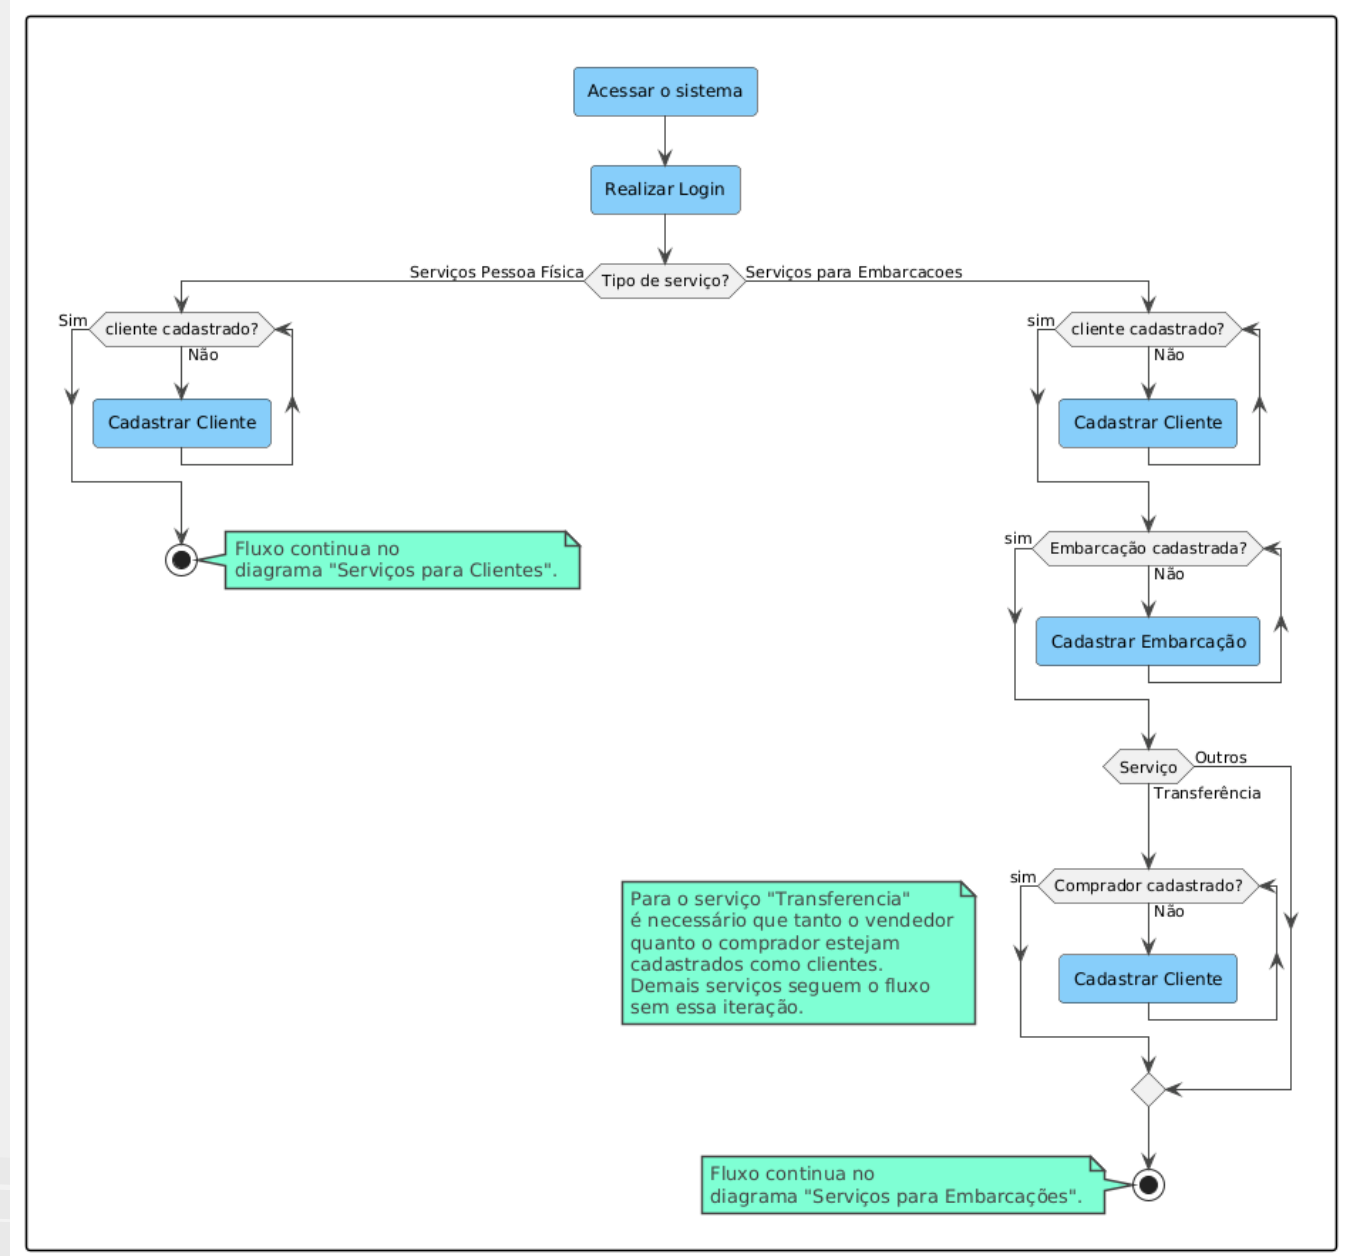 Acessar o sistema
Realizar Login
Serviços Pessoa Física
Tipo de serviço?
Serviços para Embarcacoes
Sim
cliente cadastrado?
Não
Cadastrar Cliente
Fluxo continua no
diagrama "Serviços para Clientes".
sim
cliente cadastrado?
Não
Cadastrar Cliente
sim
Embarcação cadastrada?
Não
Cadastrar Embarcação
Serviço
Outros
Transferência
Para o serviço "Transferencia"
é necessário que tanto o vendedor
quanto o comprador estejam
cadastrados como clientes.
Demais serviços seguem o fluxo
sem essa iteração.
sim
Comprador cadastrado?
Não
Cadastrar Cliente
Fluxo continua no
diagrama "Serviços para Embarcações".